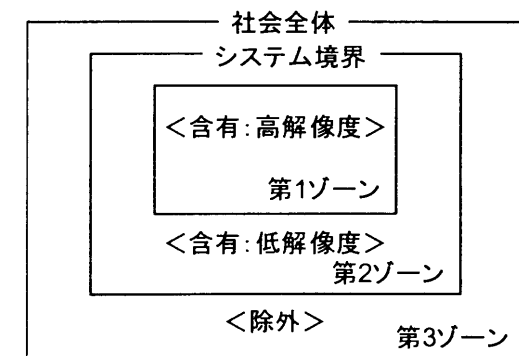 社会全体
システム境界
＜含有:高解像度＞
第1ゾーン
＜含有:低解像度＞
第2ゾーン
＜除外＞
第3ゾーン